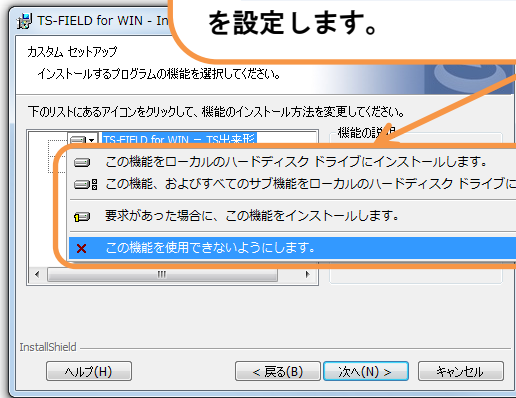 を設定します。
TS-FIELD for WIN - In
カスタム セットアップ
インストールするプログラムの機能を選択してください。
下のリストにあるアイコンをクリックして、機能のインストール方法を変更してください。
TS-FIELD for WIN － TS出来形
機能の説明
この機能をローカルのハードディスク ドライブにインストールします。
この機能、およびすべてのサブ機能をローカルのハードディスク ドライブに
要求があった場合に、この機能をインストールします。
この機能を使用できないようにします。
InstallShield
ヘルプ(H)
< 戻る(B)
次へ(N) >
キャンセル